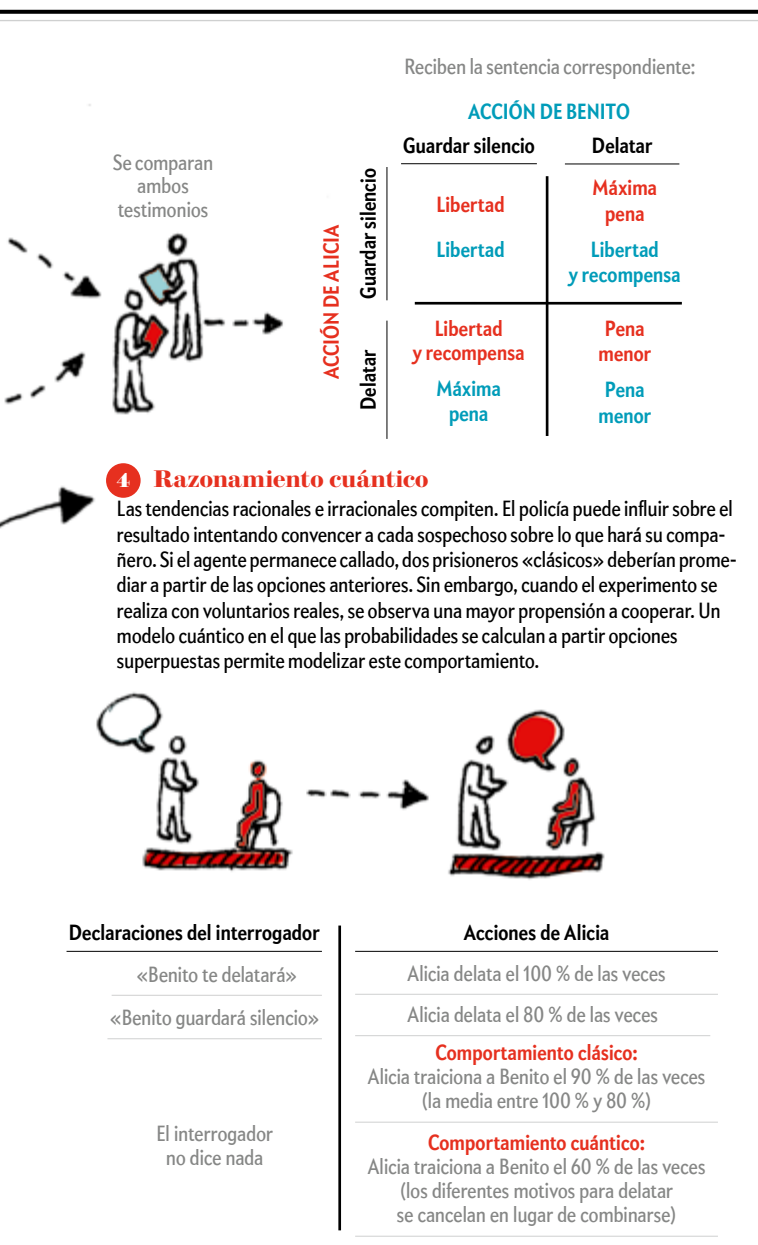 Reciben la sentencia correspondiente:
ACCIÓN DE BENITO
Guardar silencio Delatar
Se comparan
ambos
testimonios
ACCIÓN DE ALICIA
Guardar silencio
Libertad
Libertad
Máxima
pena
Libertad
y recompensa
Delatar
Libertad
y recompensa
Máxima
pena
Pena
menor
Pena
menor
4 Razonamiento cuántico
Las tendencias racionales e irracionales compiten. El policía puede influir sobre el
resultado intentando convencer a cada sospechoso sobre lo que hará su compa-
ñero. Si el agente permanece callado, dos prisioneros «clásicos» deberían prome-
diar a partir de las opciones anteriores. Sin embargo, cuando el experimento se
realiza con voluntarios reales, se observa una mayor propensión a cooperar. Un
modelo cuántico en el que las probabilidades se calculan a partir opciones
superpuestas permite modelizar este comportamiento.
Declaraciones del interrogador Acciones de Alicia
«Benito te delatará» Alicia delata el 100 % de las veces
«Benito guardará silencio» Alicia delata el 80 % de las veces
El interrogador
no dice nada
Comportamiento clásico:
Alicia traiciona a Benito el 90 % de las veces
(la media entre 100 % y 80 %)
Comportamiento cuántico:
Alicia traiciona a Benito el 60 % de las veces
(los diferentes motivos para delatar
se cancelan en lugar de combinarse)